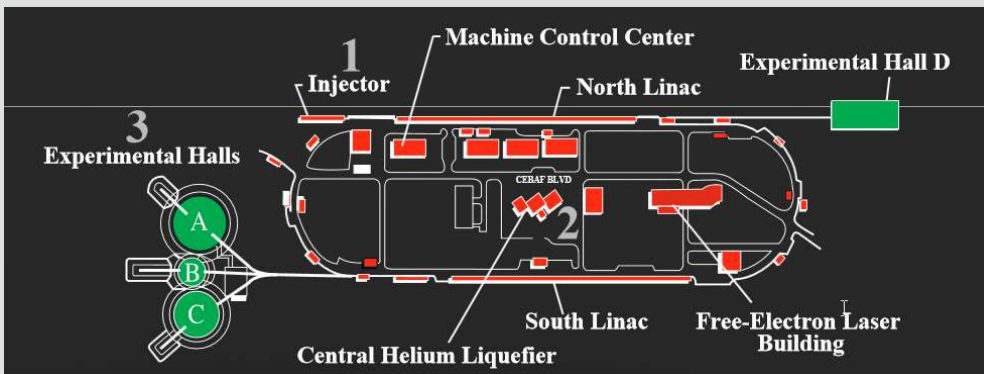 1
Machine Control Center
Injector
North Linac
Experimental Hall D
3
Experimental Halls
CEBAF BLVD
A
2
B
C
South Linac
Free-Electron Laser
Building
Central Helium Liquefier